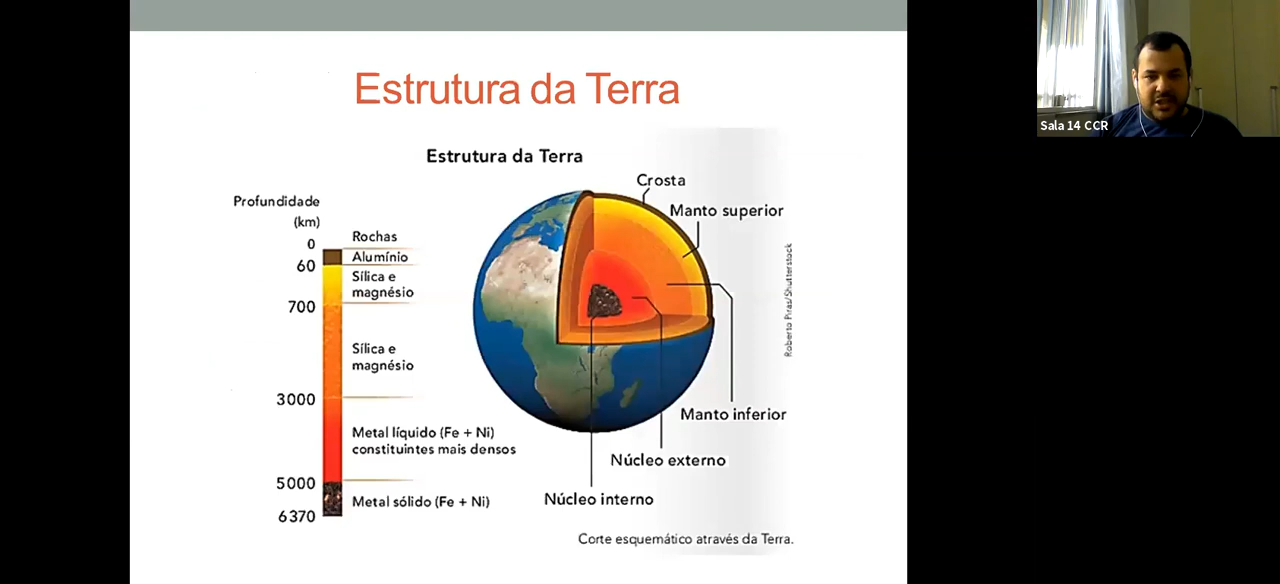 Estrutura da Terra
Estrutura da Terra
Profundidade
(km)
0
60
700
3000
5000
6370
Rochas
Alumínio
Sílica e
magnésio
Sílica e
magnésio
Metal líquido (Fe + Ni)
constituintes mais densos
Metal sólido (Fe + Ni)
Crosta
Manto superior
Manto inferior
Núcleo externo
Núcleo interno
Roberto Piras/Shutterstock
Corte esquemático através da Terra.
Sala 14 CCR